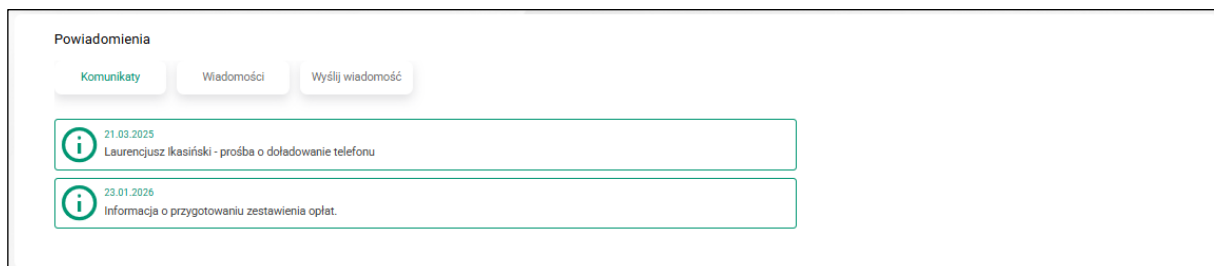 Powiadomienia
Komunikaty Wiadomości Wyślij wiadomość
21.03.2025
Laurencjusz Ikasiński - prośba o doładowanie telefonu
23.01.2026
Informacja o przygotowaniu zestawienia opłat.